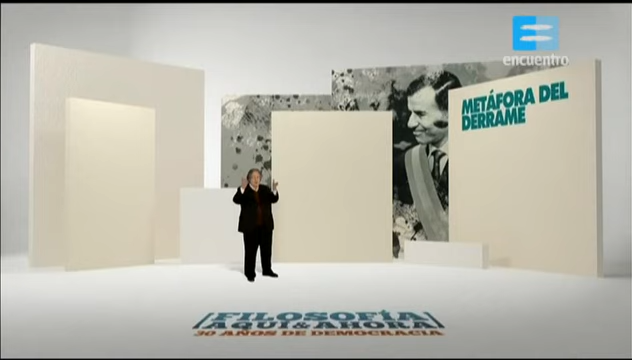 encuentro
METÁFORA DEL
DERRAME
[FILOSOFÍA
AQUÍ&AHORA]
30 AÑOS DE DEMOCRACIA